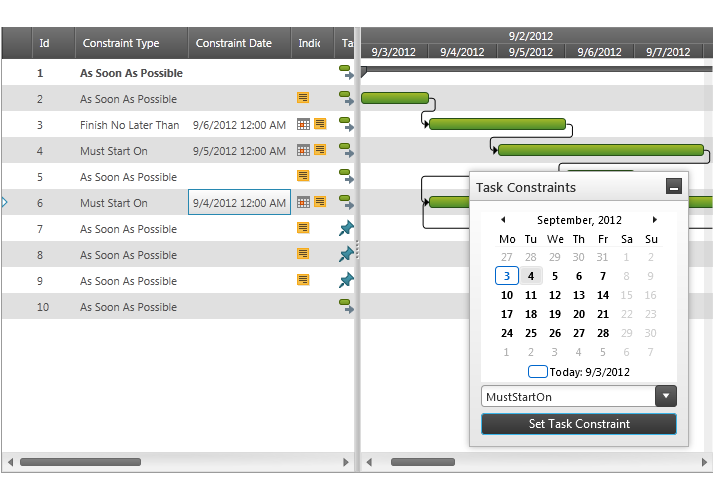 Id Constraint Type Constraint Date Indic Ta
9/2/2012
9/3/2012 9/4/2012 9/5/2012 9/6/2012 9/7/2012
1 As Soon As Possible
2 As Soon As Possible
3 Finish No Later Than 9/6/2012 12:00 AM
4 Must Start On 9/5/2012 12:00 AM
5 As Soon As Possible
6 Must Start On 9/4/2012 12:00 AM
7 As Soon As Possible
8 As Soon As Possible
9 As Soon As Possible
10 As Soon As Possible
Task Constraints
September, 2012
Mo Tu We Th Fr Sa Su
27 28 29 30 31 1 2
3 4 5 6 7 8 9
10 11 12 13 14 15 16
17 18 19 20 21 22 23
24 25 26 27 28 29 30
1 2 3 4 5 6 7
Today: 9/3/2012
MustStartOn
Set Task Constraint